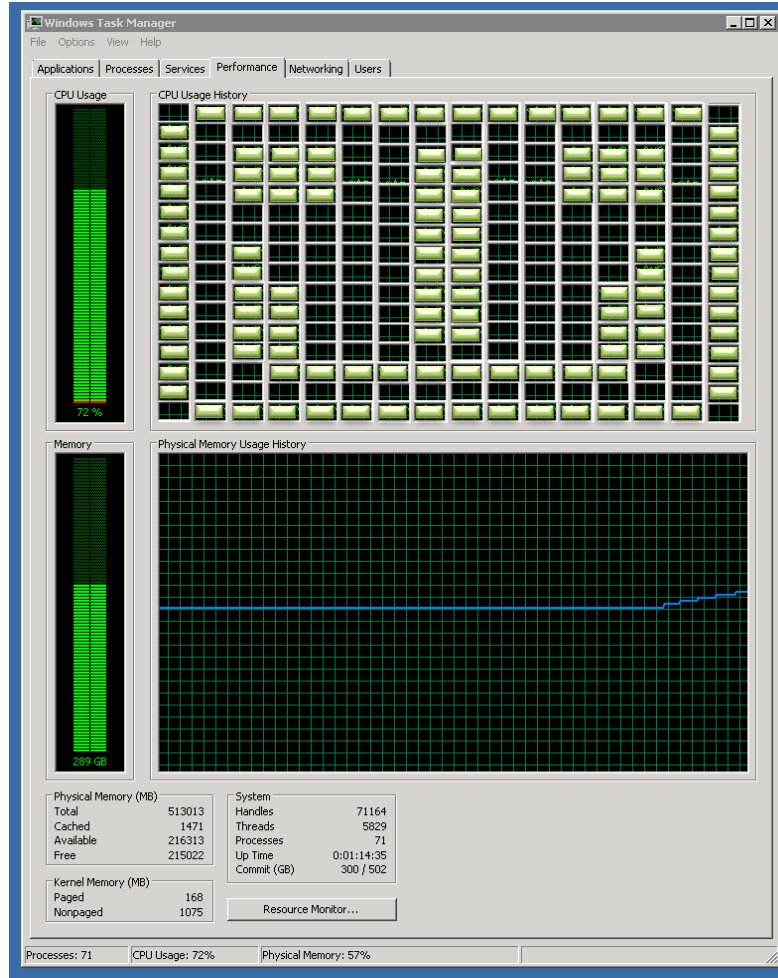 Windows Task Manager
File Options View Help
Applications Processes Services Performance Networking Users
CPU Usage
CPU Usage History
72 %
Memory
Physical Memory Usage History
289 GB
Physical Memory (MB)
Total 513013
Cached 1471
Available 216313
Free 215022
System
Handles 71164
Threads 5829
Processes 71
Up Time 0:01:14:35
Commit (GB) 300 / 502
Kernel Memory (MB)
Paged 168
Nonpaged 1075
Resource Monitor...
Processes: 71 CPU Usage: 72% Physical Memory: 57%